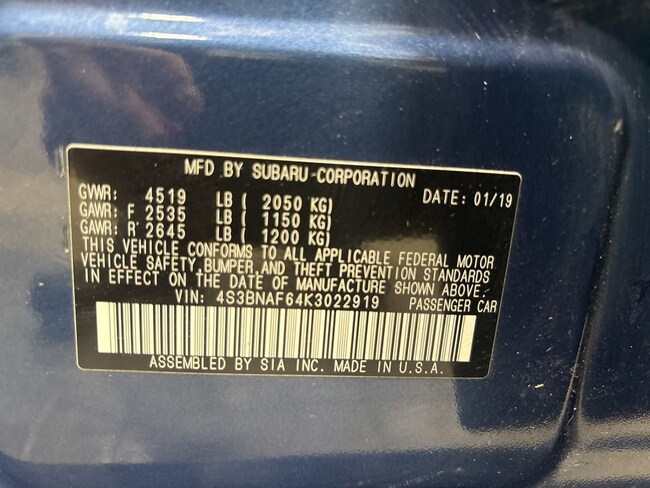 MFD BY SUBARU CORPORATION
GVWR: 4519 LB ( 2050 KG) DATE: 01/19
GAWR: F 2535 LB ( 1150 KG)
GAWR: R 2645 LB ( 1200 KG)
THIS VEHICLE CONFORMS TO ALL APPLICABLE FEDERAL MOTOR
VEHICLE SAFETY, BUMPER, AND THEFT PREVENTION STANDARDS
IN EFFECT ON THE DATE OF MANUFACTURE SHOWN ABOVE.
VIN: 4S3BNAF64K3022919 PASSENGER CAR
ASSEMBLED BY SIA INC. MADE IN U.S.A.